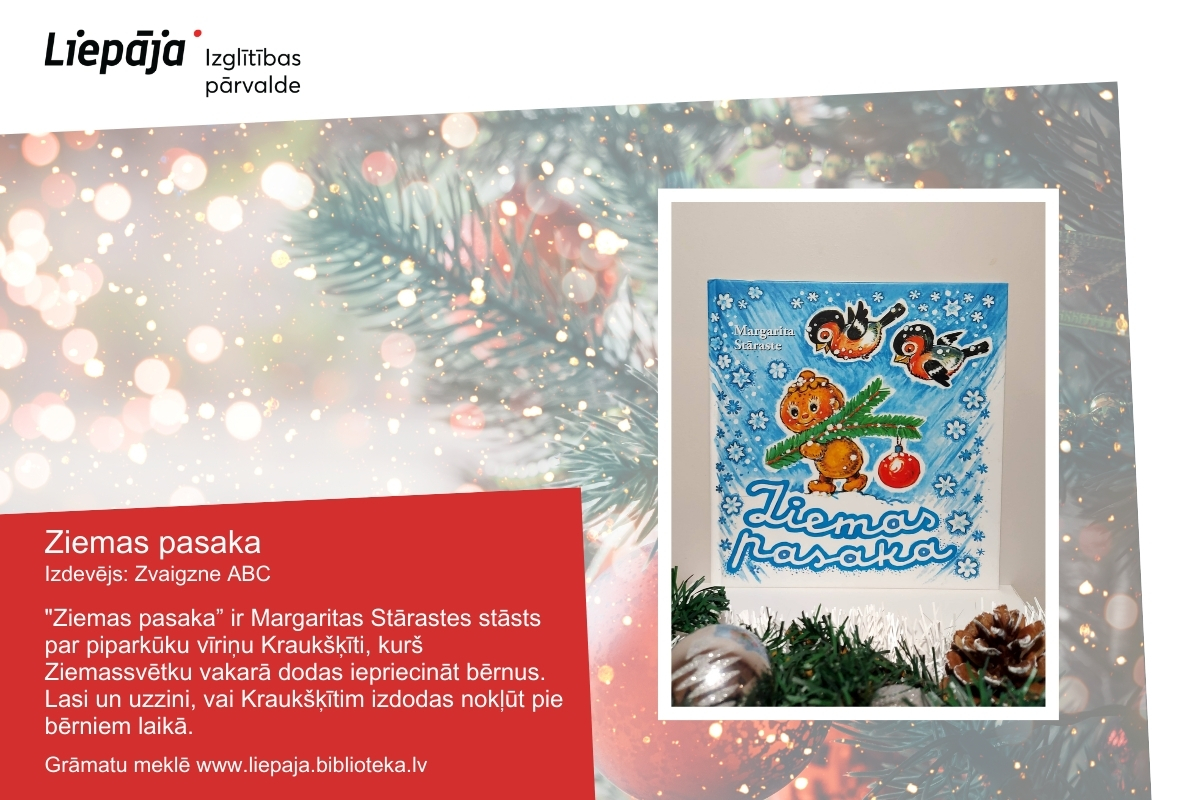 Liepāja
Izglītības
pārvalde
Margarita
Stāraste
Ziemas
pasaka
Ziemas pasaka
Izdevējs: Zvaigzne ABC
"Ziemas pasaka” ir Margaritas Stārastes stāsts
par piparkūku vīriņu Kraukšķīti, kurš
Ziemassvētku vakarā dodas iepriecināt bērnus.
Lasi un uzzini, vai Kraukšķītim izdodas nokļūt pie
bērniem laikā.
Grāmatu meklē www.liepaja.biblioteka.lv